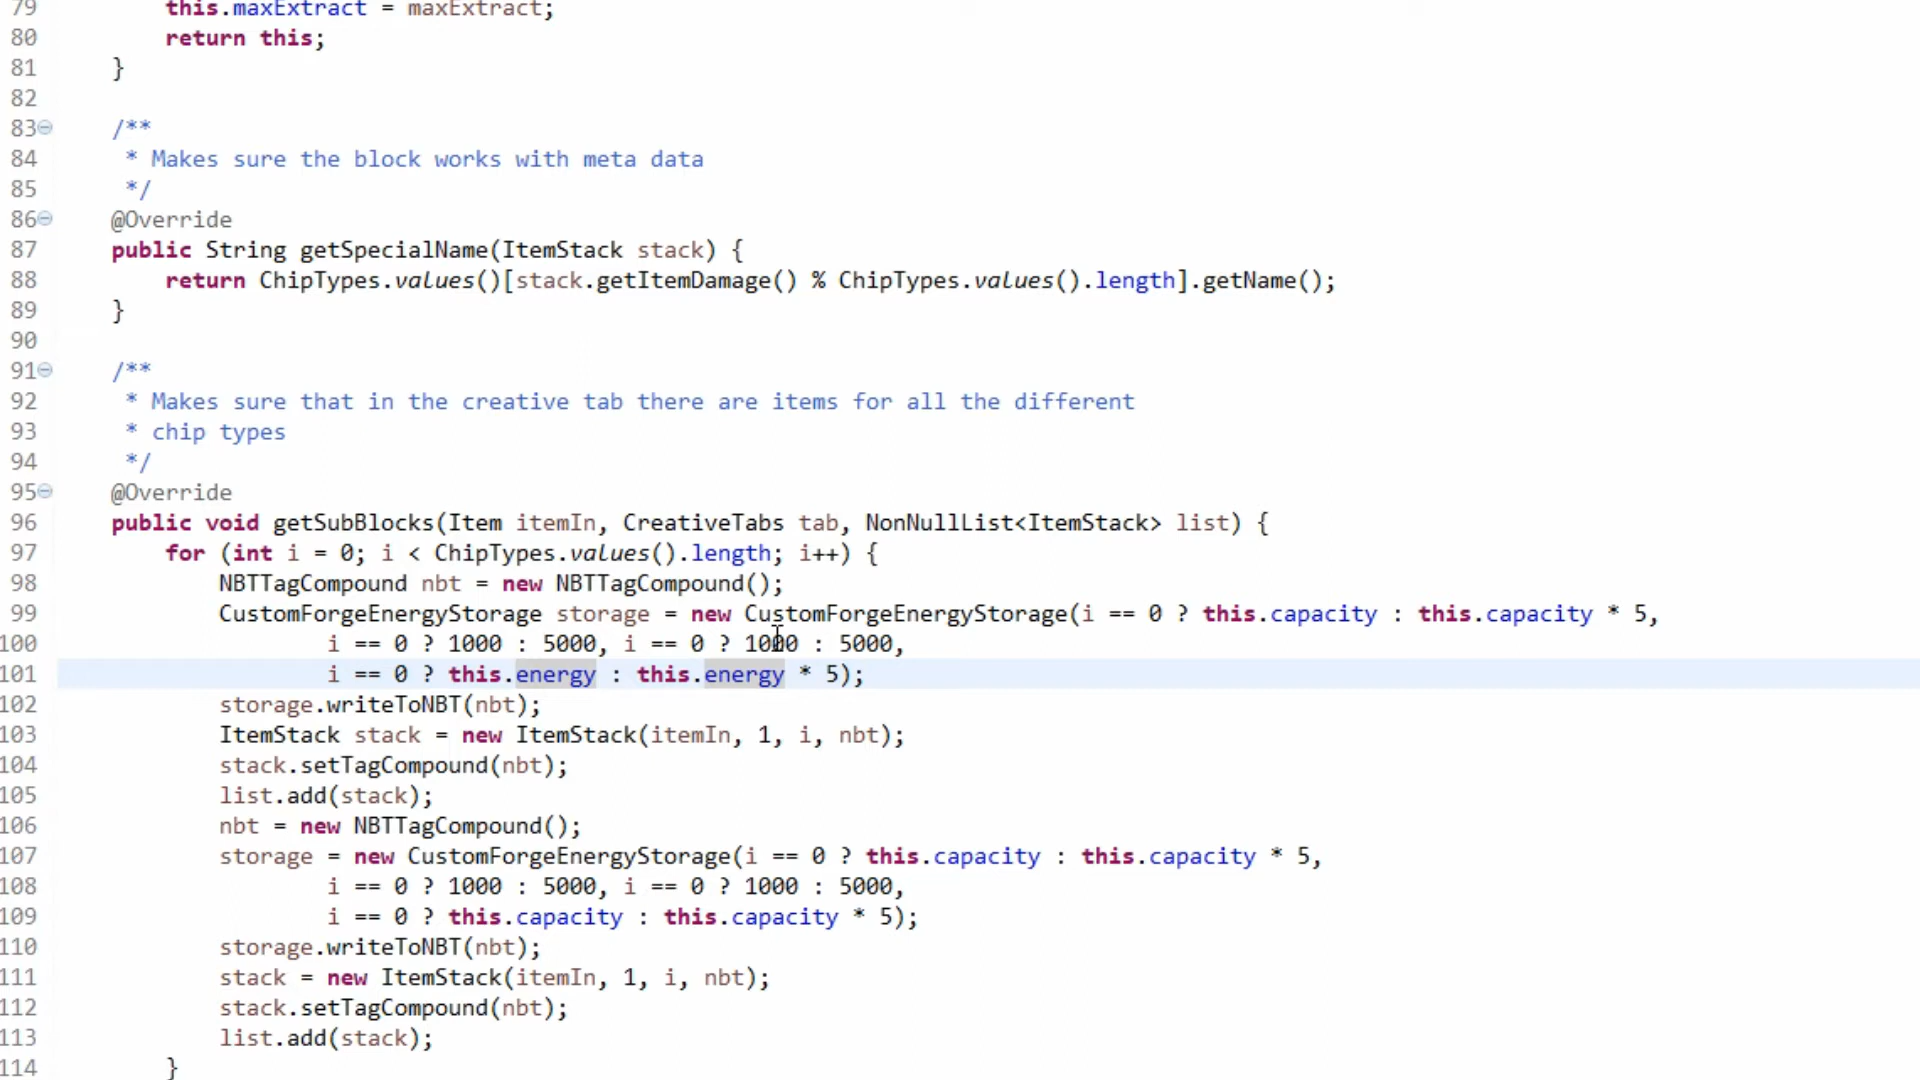 79 this.maxExtract = maxExtract;
80 return this;
81 }
82
83 /**
84 * Makes sure the block works with meta data
85 */
86 @Override
87 public String getSpecialName(ItemStack stack) {
88 return ChipTypes.values()[stack.getItemDamage() % ChipTypes.values().length].getName();
89 }
90
91 /**
92 * Makes sure that in the creative tab there are items for all the different
93 * chip types
94 */
95 @Override
96 public void getSubBlocks(Item itemIn, CreativeTabs tab, NonNullList<ItemStack> list) {
97 for (int i = 0; i < ChipTypes.values().length; i++) {
98 NBTTagCompound nbt = new NBTTagCompound();
99 CustomForgeEnergyStorage storage = new CustomForgeEnergyStorage(i == 0 ? this.capacity : this.capacity * 5,
100 i == 0 ? 1000 : 5000, i == 0 ? 1000 : 5000,
101 i == 0 ? this.energy : this.energy * 5);
102 storage.writeToNBT(nbt);
103 ItemStack stack = new ItemStack(itemIn, 1, i, nbt);
104 stack.setTagCompound(nbt);
105 list.add(stack);
106 nbt = new NBTTagCompound();
107 storage = new CustomForgeEnergyStorage(i == 0 ? this.capacity : this.capacity * 5,
108 i == 0 ? 1000 : 5000, i == 0 ? 1000 : 5000,
109 i == 0 ? this.capacity : this.capacity * 5);
110 storage.writeToNBT(nbt);
111 stack = new ItemStack(itemIn, 1, i, nbt);
112 stack.setTagCompound(nbt);
113 list.add(stack);
114 }